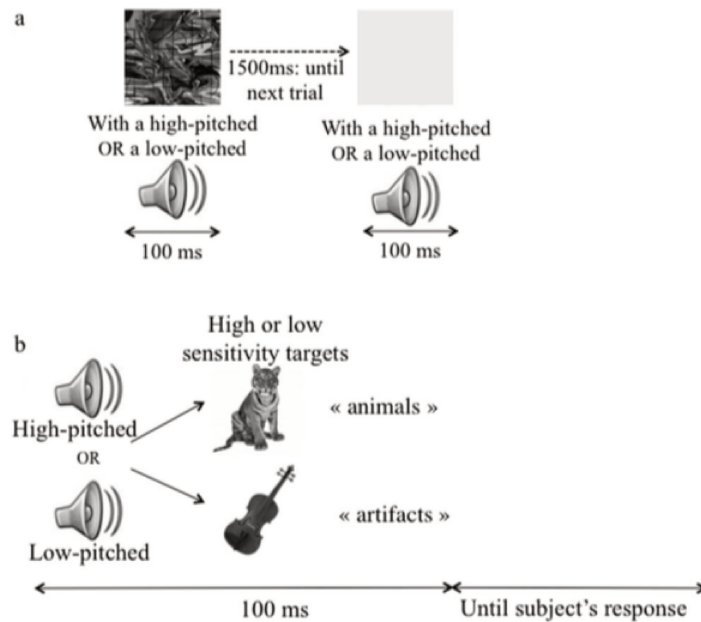 a
1500ms: until
next trial
With a high-pitched
OR a low-pitched
With a high-pitched
OR a low-pitched
100 ms
100 ms
b
High or low
sensitivity targets
High-pitched
OR
Low-pitched
« animals »
« artifacts »
100 ms
Until subject's response